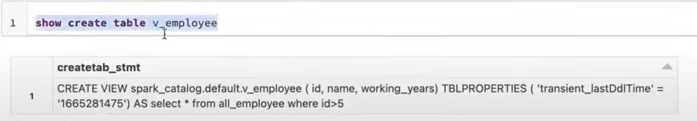 1 show create table v_employee
createtab_stmt
1 CREATE VIEW spark_catalog.default.v_employee ( id, name, working_years) TBLPROPERTIES ( 'transient_lastDdlTime' =
'1665281475') AS select * from all_employee where id>5